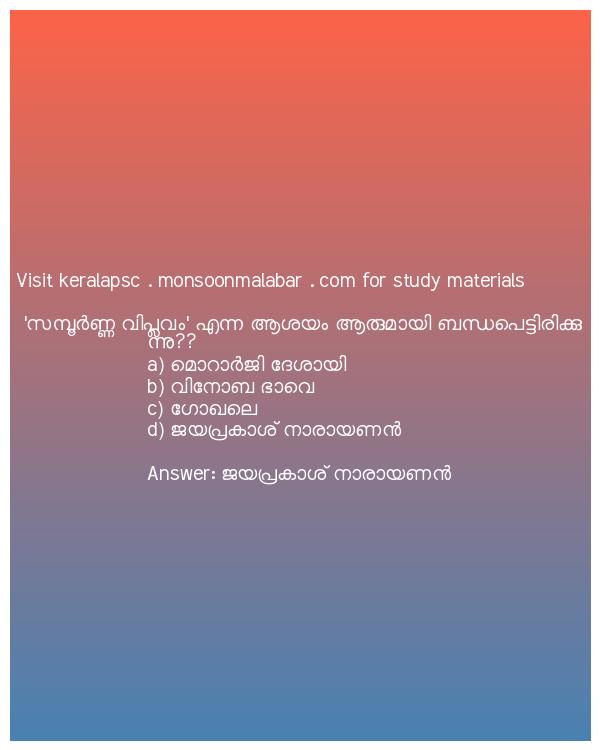 Visit keralapsc . monsoonmalabar . com for study materials
'സമ്പൂർണ്ണ വിപ്ലവം' എന്ന ആശയം ആരുമായി ബന്ധപെട്ടിരിക്കു
ന്നു??
a) മൊറാർജി ദേശായി
b) വിനോബ ഭാവെ
c) ഗോഖലെ
d) ജയപ്രകാശ് നാരായണൻ
Answer: ജയപ്രകാശ് നാരായണൻ